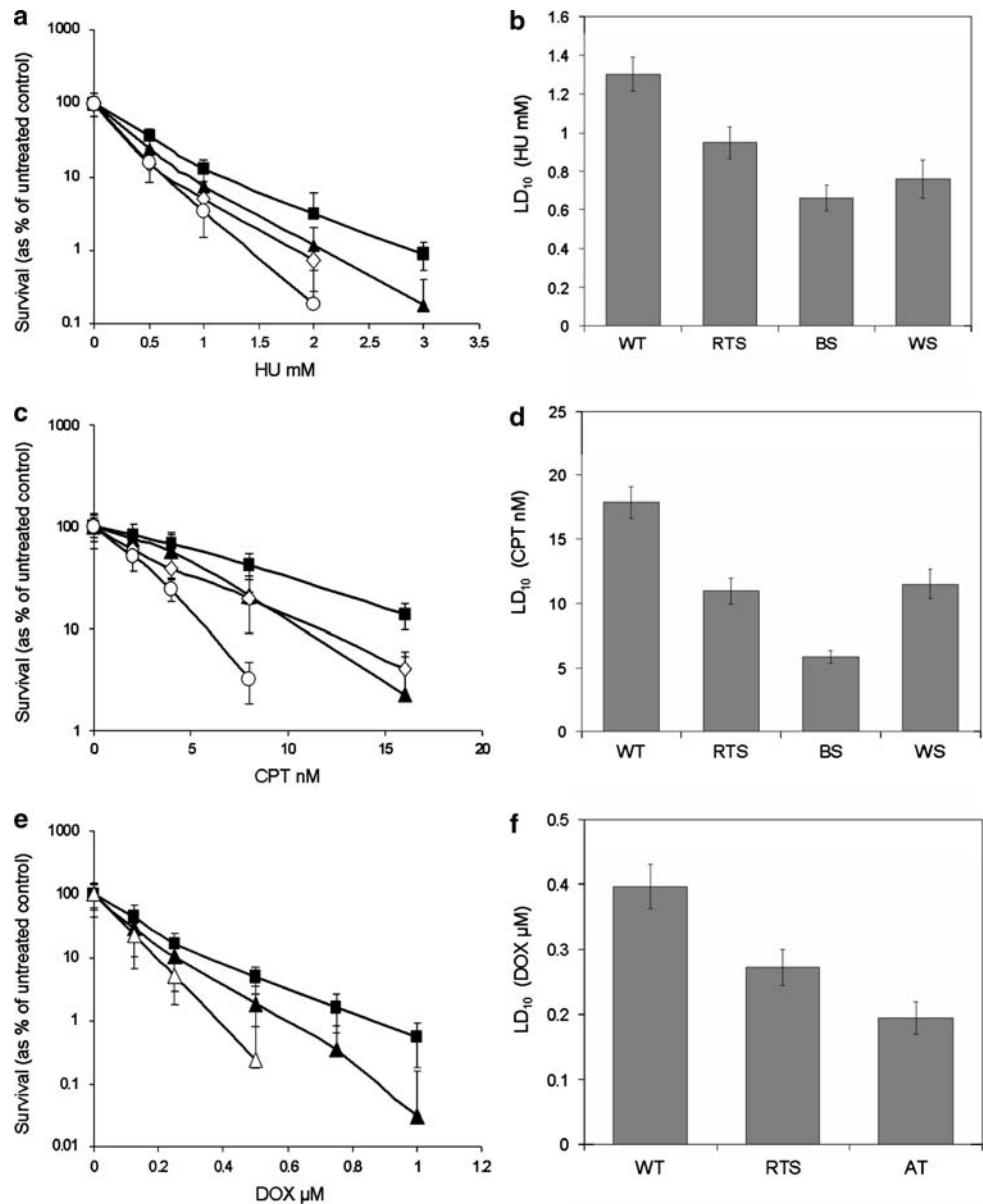 a
1000
100
10
1
0.1
Survival (as % of untreated control)
0 0.5 1 1.5 2 2.5 3 3.5
HU mM
b
1.6
1.4
1.2
1
0.8
0.6
0.4
0.2
0
LD10 (HU mM)
WT RTS BS WS
c
1000
100
10
1
Survival (as % of untreated control)
0 5 10 15 20
CPT nM
d
25
20
15
10
5
0
LD10 (CPT nM)
WT RTS BS WS
e
1000
100
10
1
0.1
0.01
Survival (as % of untreated control)
0 0.2 0.4 0.6 0.8 1 1.2
DOX µM
f
0.5
0.4
0.3
0.2
0.1
0
LD10 (DOX µM)
WT RTS AT